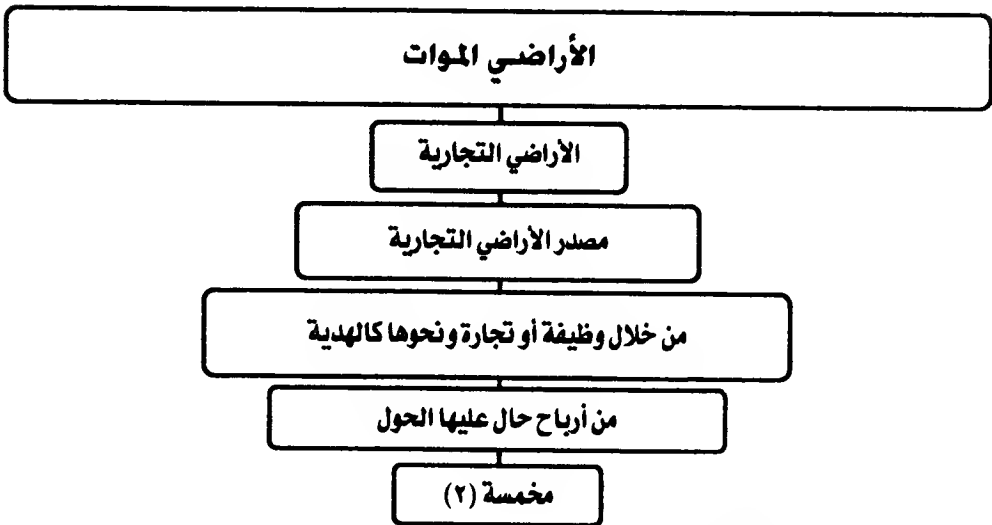 الأراضي الموات
الأراضي التجارية
مصدر الأراضي التجارية
من خلال وظيفة أو تجارة ونحوها كالهدية
من أرباح حال عليها الحول
مخمسة (٢)